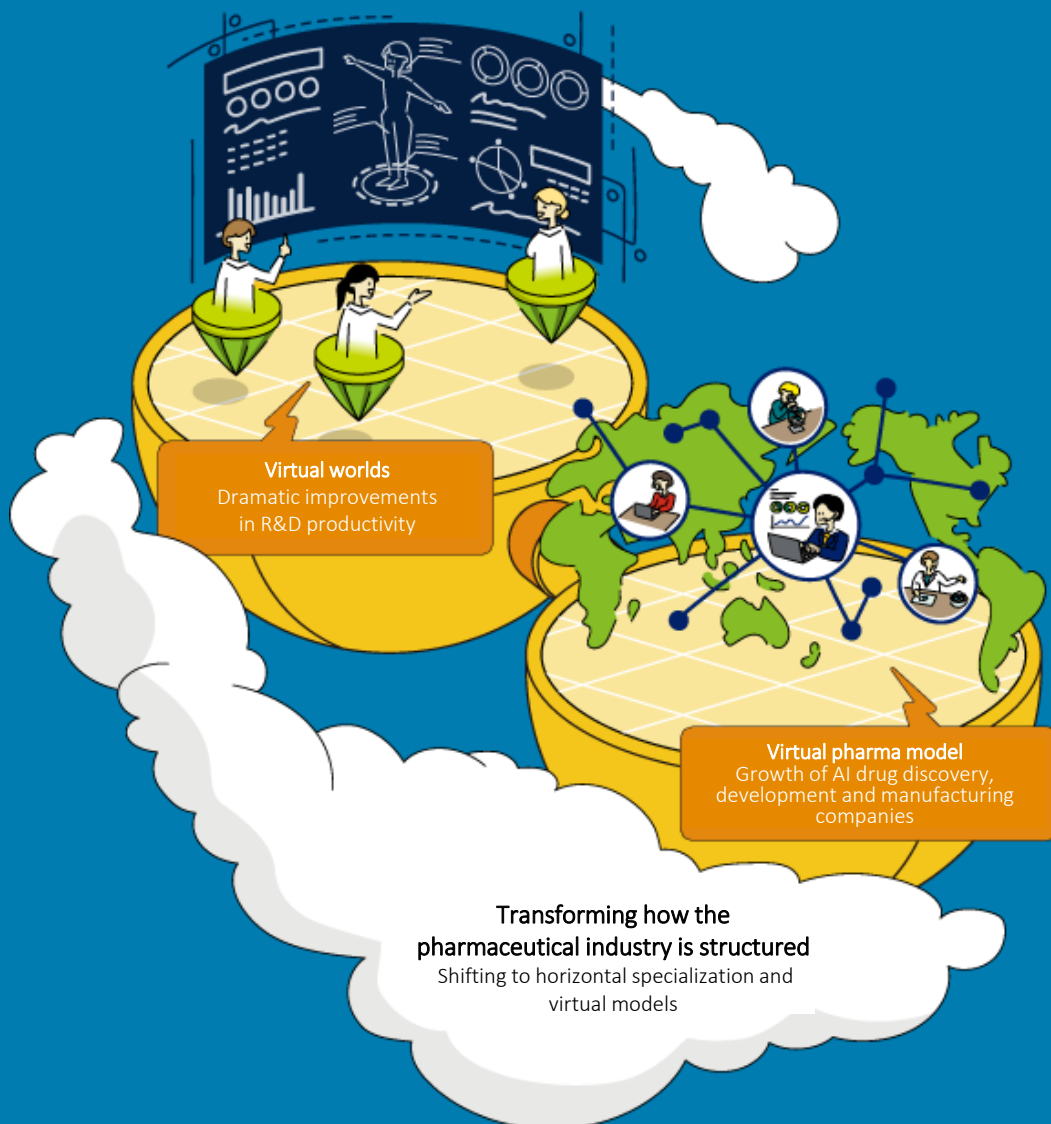 Virtual worlds
Dramatic improvements
in R&D productivity
Virtual pharma model
Growth of AI drug discovery,
development and manufacturing
companies
Transforming how the
pharmaceutical industry is structured
Shifting to horizontal specialization and
virtual models